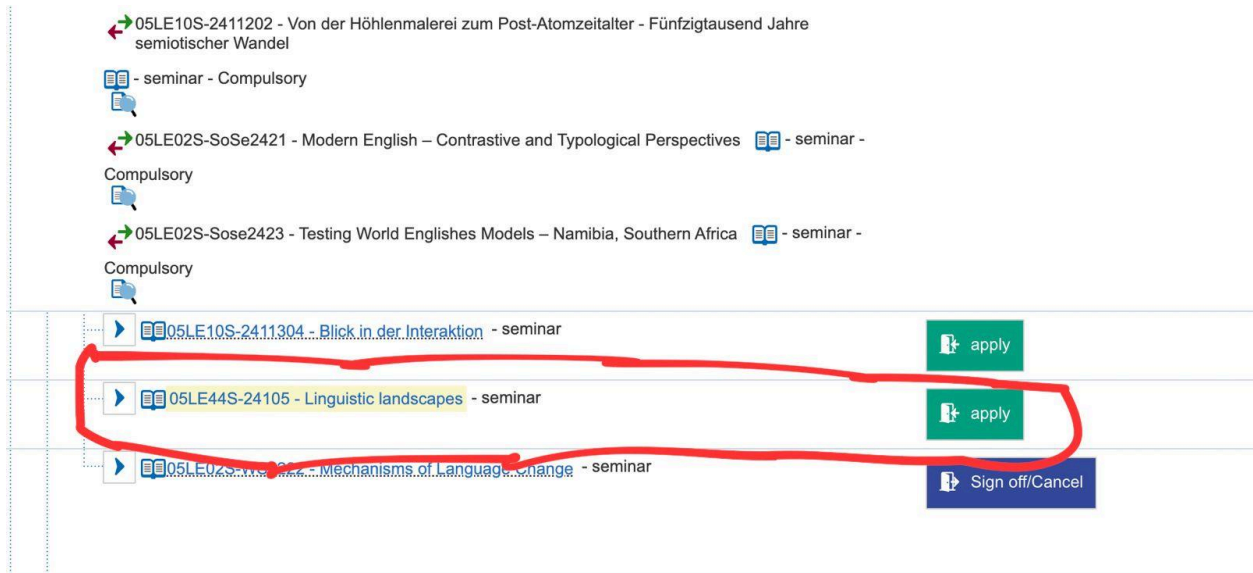 05LE10S-2411202 - Von der Höhlenmalerei zum Post-Atomzeitalter - Fünfzigtausend Jahre
semiotischer Wandel
- seminar - Compulsory
05LE02S-SoSe2421 - Modern English – Contrastive and Typological Perspectives - seminar -
Compulsory
05LE02S-Sose2423 - Testing World Englishes Models – Namibia, Southern Africa - seminar -
Compulsory
05LE10S-2411304 - Blick in der Interaktion - seminar
apply
05LE44S-24105 - Linguistic landscapes - seminar
apply
- Mechanisms of Language Change - seminar
Sign off/Cancel